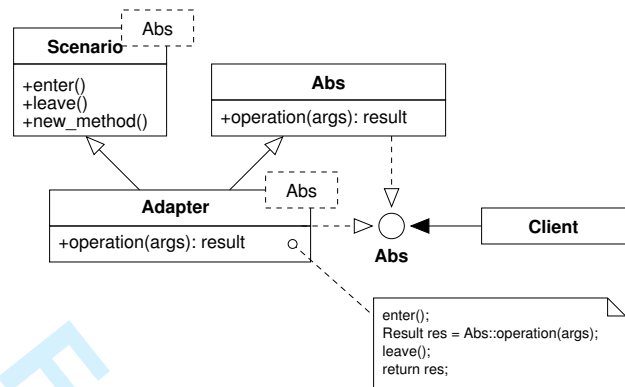 Abs
Scenario
+enter()
+leave()
+new_method()
Abs
+operation(args): result
Abs
Adapter
+operation(args): result
Abs
Client
enter();
Result res = Abs::operation(args);
leave();
return res;